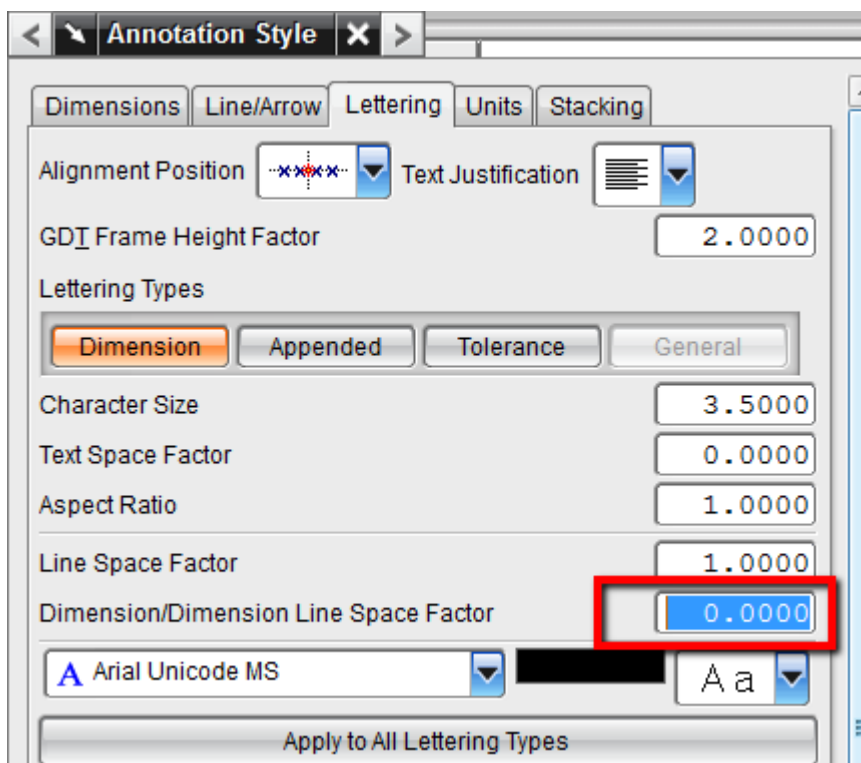 Annotation Style
Dimensions Line/Arrow Lettering Units Stacking
Alignment Position Text Justification
GDT Frame Height Factor 2.0000
Lettering Types
Dimension Appended Tolerance General
Character Size 3.5000
Text Space Factor 0.0000
Aspect Ratio 1.0000
Line Space Factor 1.0000
Dimension/Dimension Line Space Factor 0.0000
A Arial Unicode MS Aa
Apply to All Lettering Types